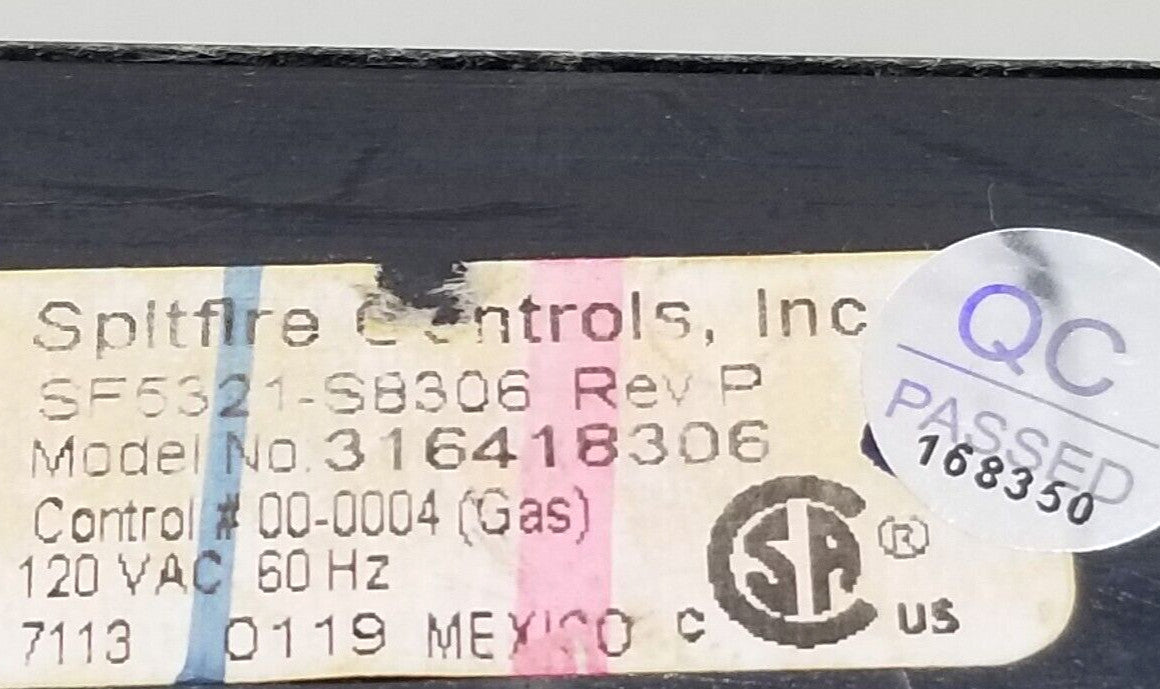 Spitfire Controls, Inc
SF5321-S8306 Rev P
Model No. 316418306
Control # 00-0004 (Gas)
120 VAC 60 Hz
7113 0119 MEXICO
C SA ® US
QC
PASSED
168350